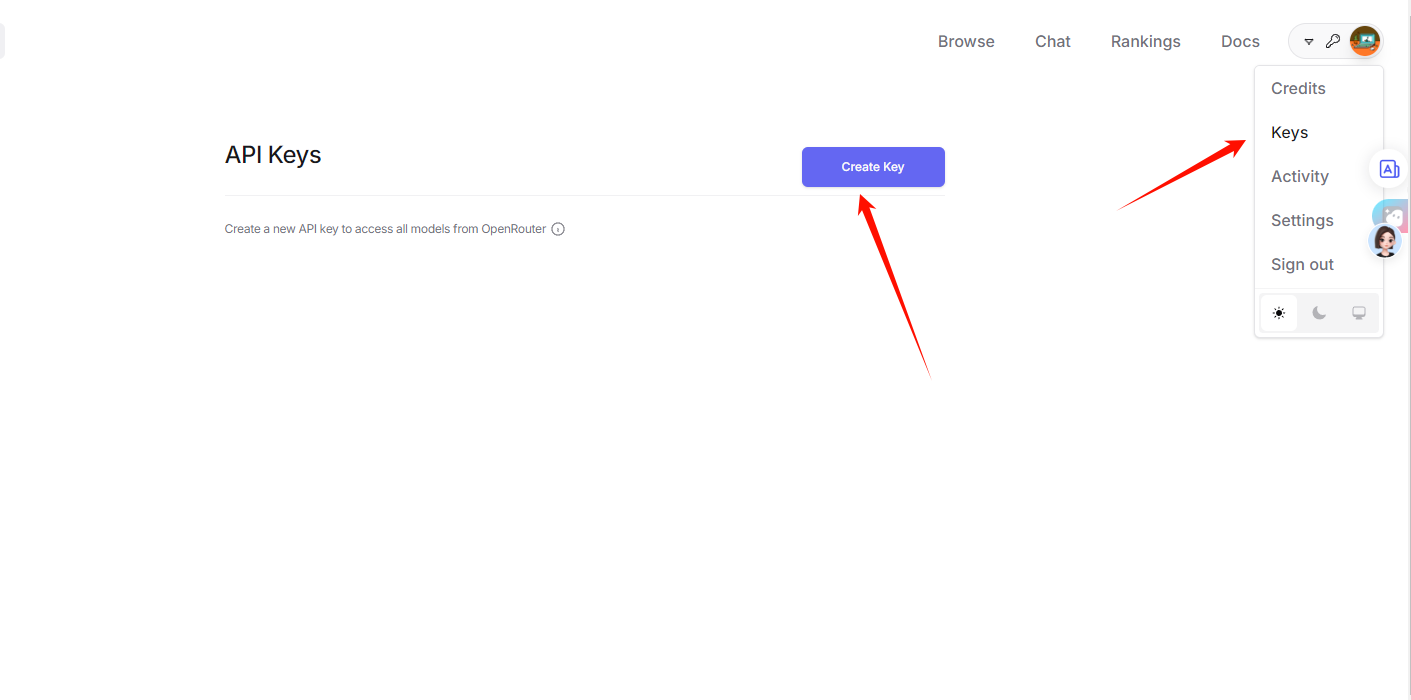 Browse Chat Rankings Docs
Credits
API Keys
Keys
Create Key
Activity
Create a new API key to access all models from OpenRouter
Settings
Sign out